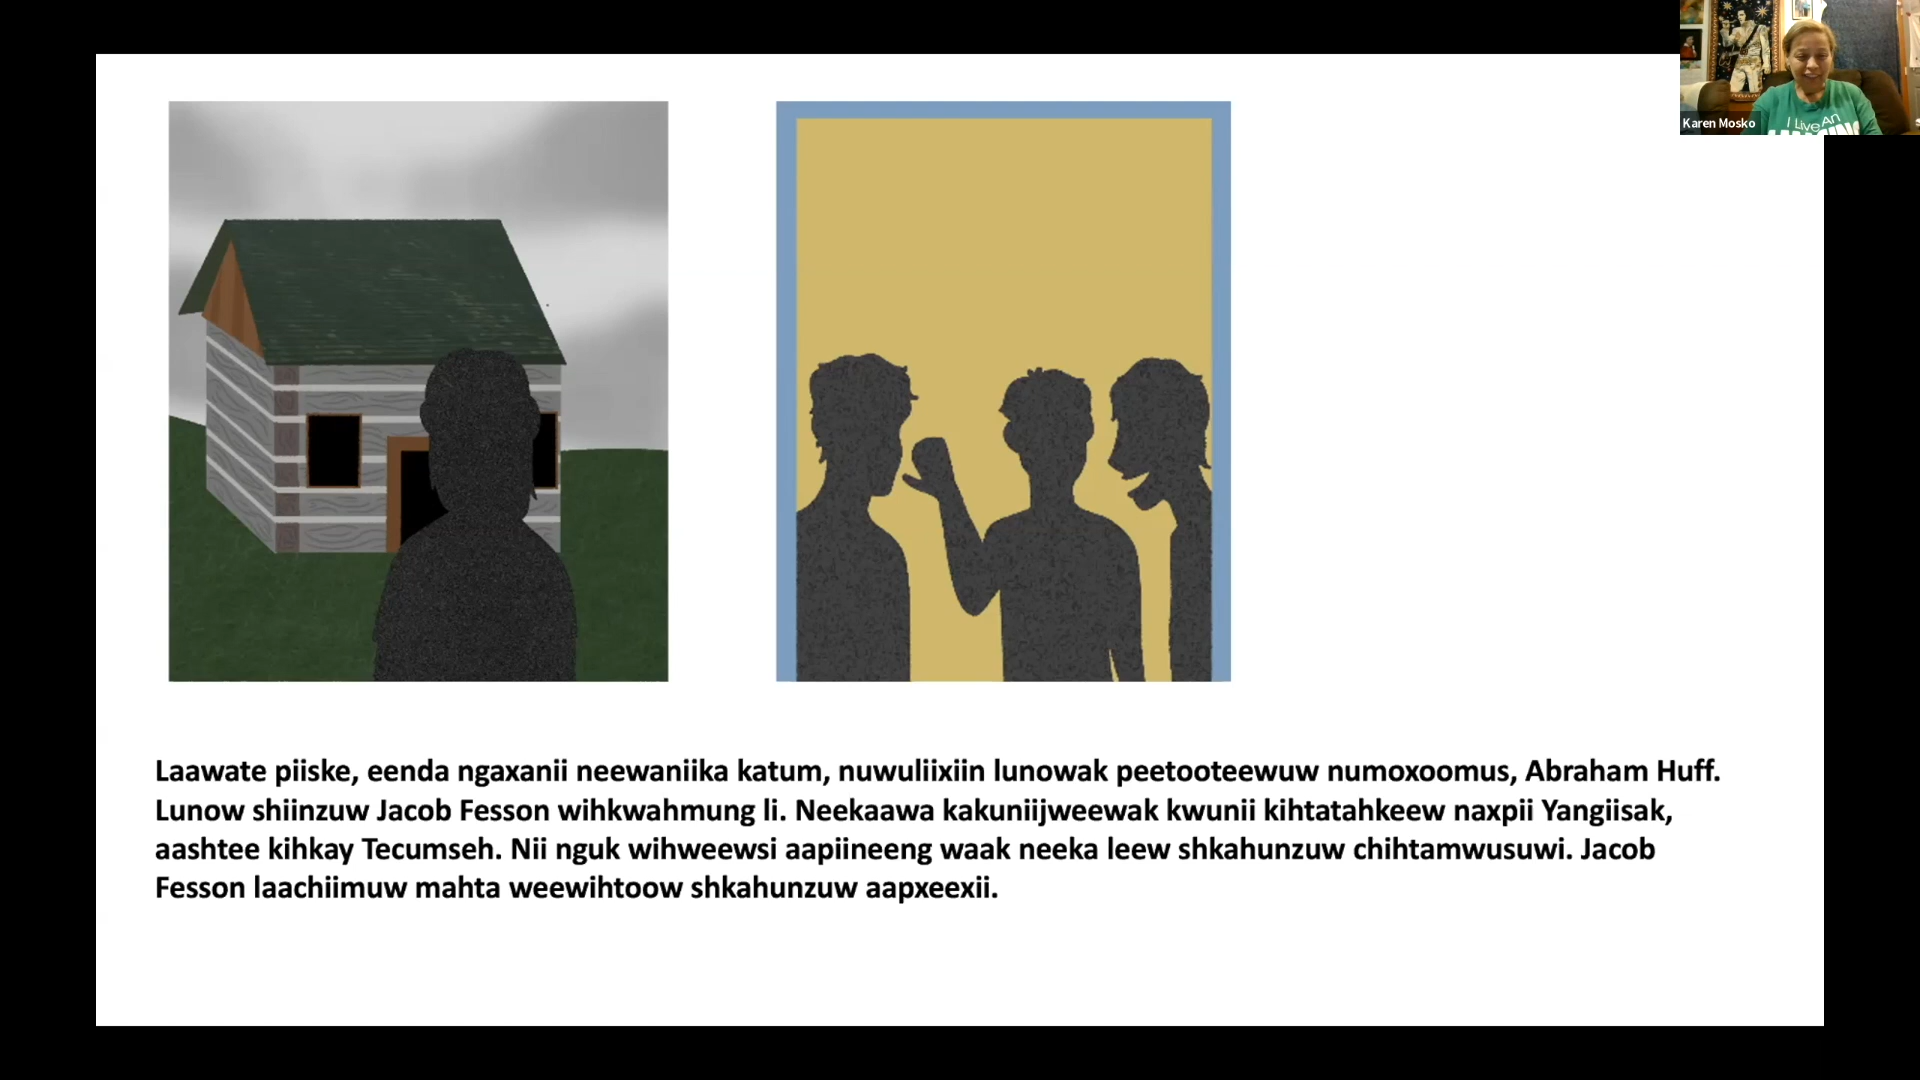 Karen Mosko
I Live An
Laawate piiske, eenda ngaxanii neewaniika katum, nuwuliixiin lunowak peetooteewuw numoxoomus, Abraham Huff.
Lunow shiinzuw Jacob Fesson wihkwahmung li. Neekaawa kakuniijweewak kwunii kihtatahkeew naxpii Yangiisak,
aashtee kihkay Tecumseh. Nii nguk wihweewsi aapiineeng waak neeka leew shkahunzuw chihtamwusuwi. Jacob
Fesson laachiimuw mahta weewihtoow shkahunzuw aapxeexii.